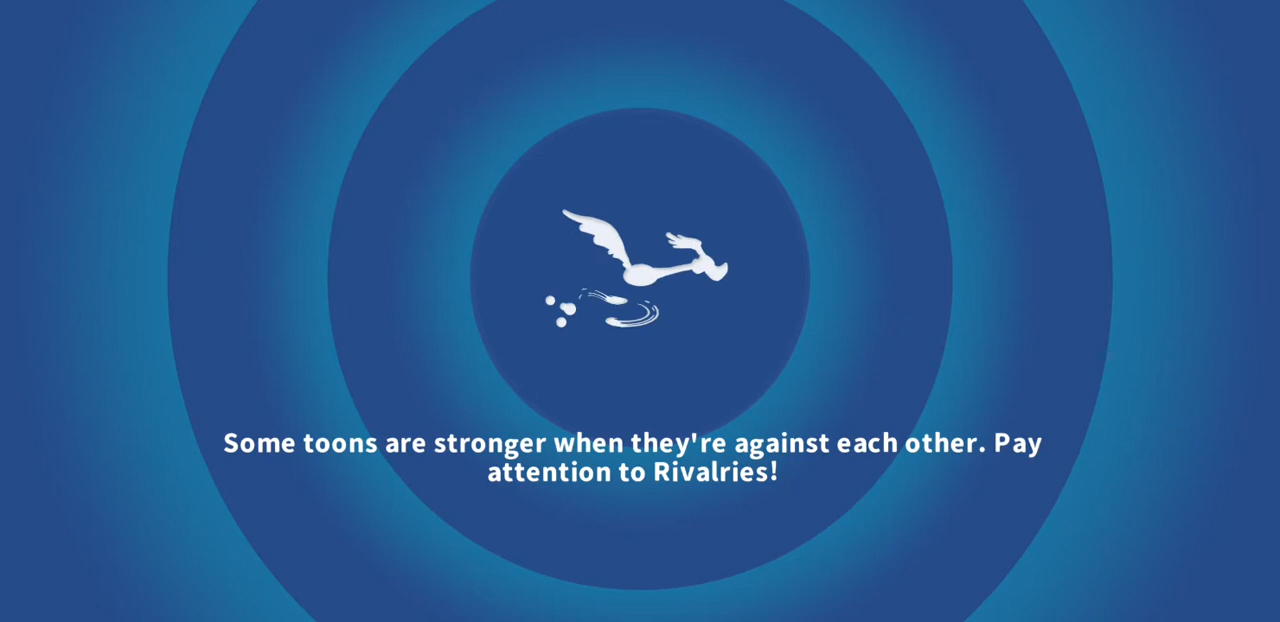 Some toons are stronger when they're against each other. Pay
attention to Rivalries!